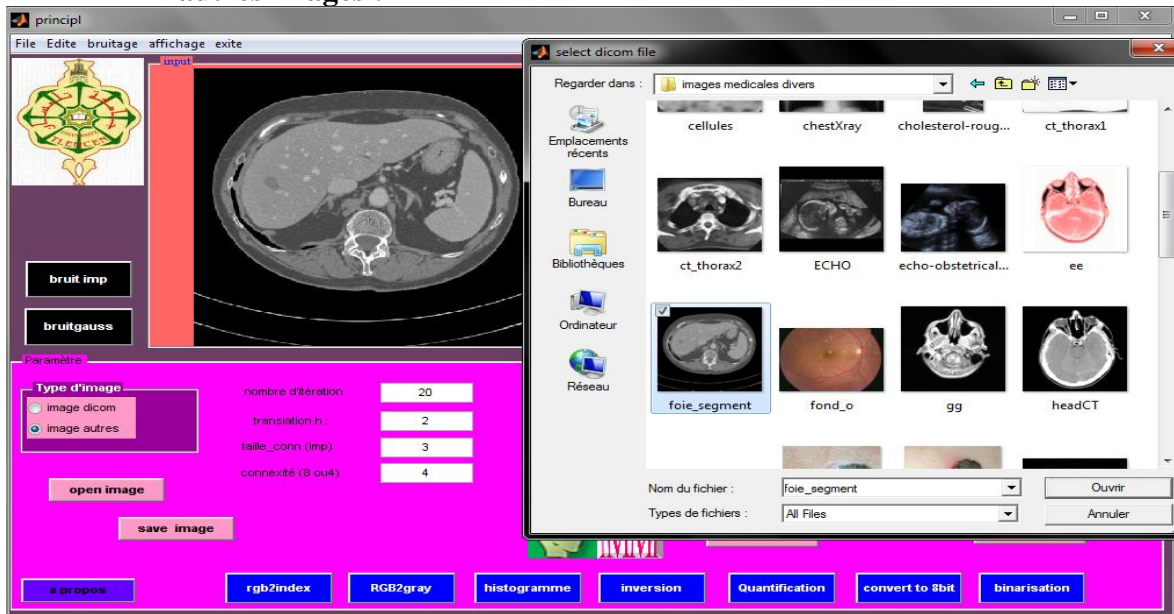 principl
File Edite bruitage affichage exite
input
bruit imp
bruitgauss
Paramètre
Type d'image
image dicom
image autres
nombre d'itération 20
translation h : 2
taille_conn (imp) 3
connexité (8 ou4) 4
open image
save image
a propos
rgb2index
RGB2gray
histogramme
inversion
Quantification
convert to 8bit
binarisation
select dicom file
Regarder dans : images medicales divers
Emplacements récents
Bureau
Bibliothèques
Ordinateur
Réseau
cellules chestXray cholesterol-roug... ct_thorax1
ct_thorax2 ECHO echo-obstetrical... ee
foie_segment fond_o gg headCT
Nom du fichier : foie_segment Ouvrir
Types de fichiers : All Files Annuler